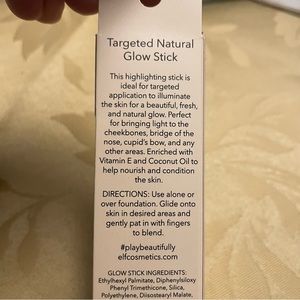 Targeted Natural
Glow Stick
This highlighting stick is
ideal for targeted
application to illuminate
the skin for a beautiful, fresh,
and natural glow. Perfect
for bringing light to the
cheekbones, bridge of the
nose, cupid's bow, and
any other areas. Enriched with
Vitamin E and Coconut Oil to
help nourish and condition
the skin.
DIRECTIONS: Use alone or
over foundation. Glide onto
skin in desired areas and
gently pat in with fingers
to blend.
#playbeautifully
elfcosmetics.com
GLOW STICK INGREDIENTS:
Ethylhexyl Palmitate, Diphenylsiloxy
Phenyl Trimethicone, Silica,
Polyethylene, Diisostearyl Malate,